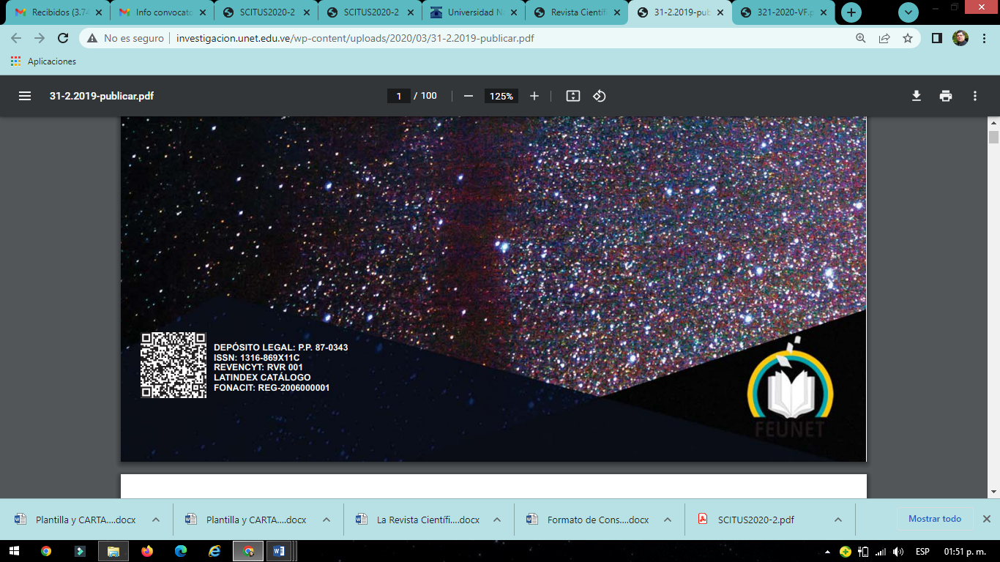 Recibidos (3.74
Info convocato
SCITUS2020-2
SCITUS2020-2
Universidad N
Revista Científi
31-2.2019-pub
321-2020-VF.p
No es seguro
investigacion.unet.edu.ve/wp-content/uploads/2020/03/31-2.2019-publicar.pdf
Aplicaciones
31-2.2019-publicar.pdf
1 / 100
125%
DEPÓSITO LEGAL: P.P. 87-0343
ISSN: 1316-869X11C
REVENCYT: RVR 001
LATINDEX CATÁLOGO
FONACIT: REG-2006000001
FEUNET
Plantilla y CARTA....docx
Plantilla y CARTA....docx
La Revista Científi....docx
Formato de Cons....docx
SCITUS2020-2.pdf
Mostrar todo
ESP
01:51 p. m.